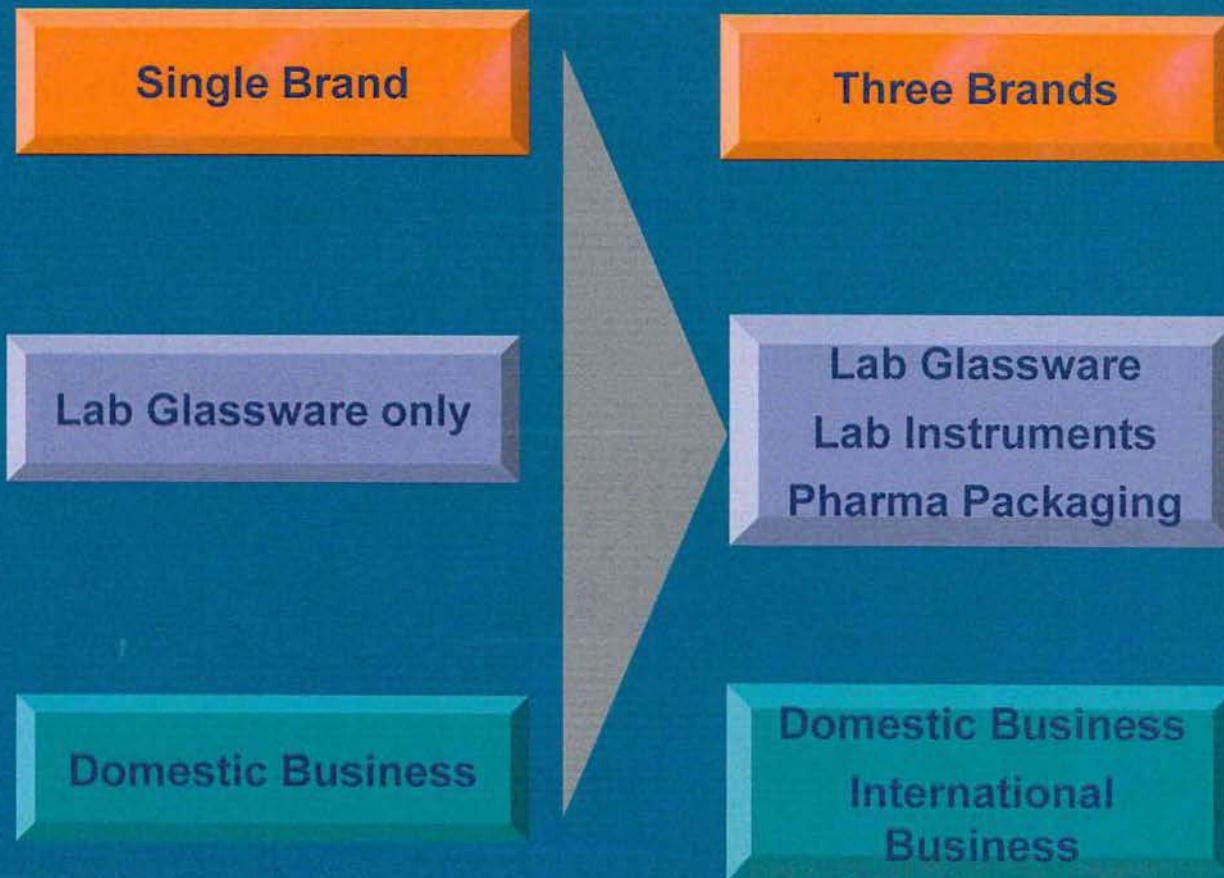 Single Brand
Three Brands
Lab Glassware only
Lab Glassware
Lab Instruments
Pharma Packaging
Domestic Business
Domestic Business
International
Business